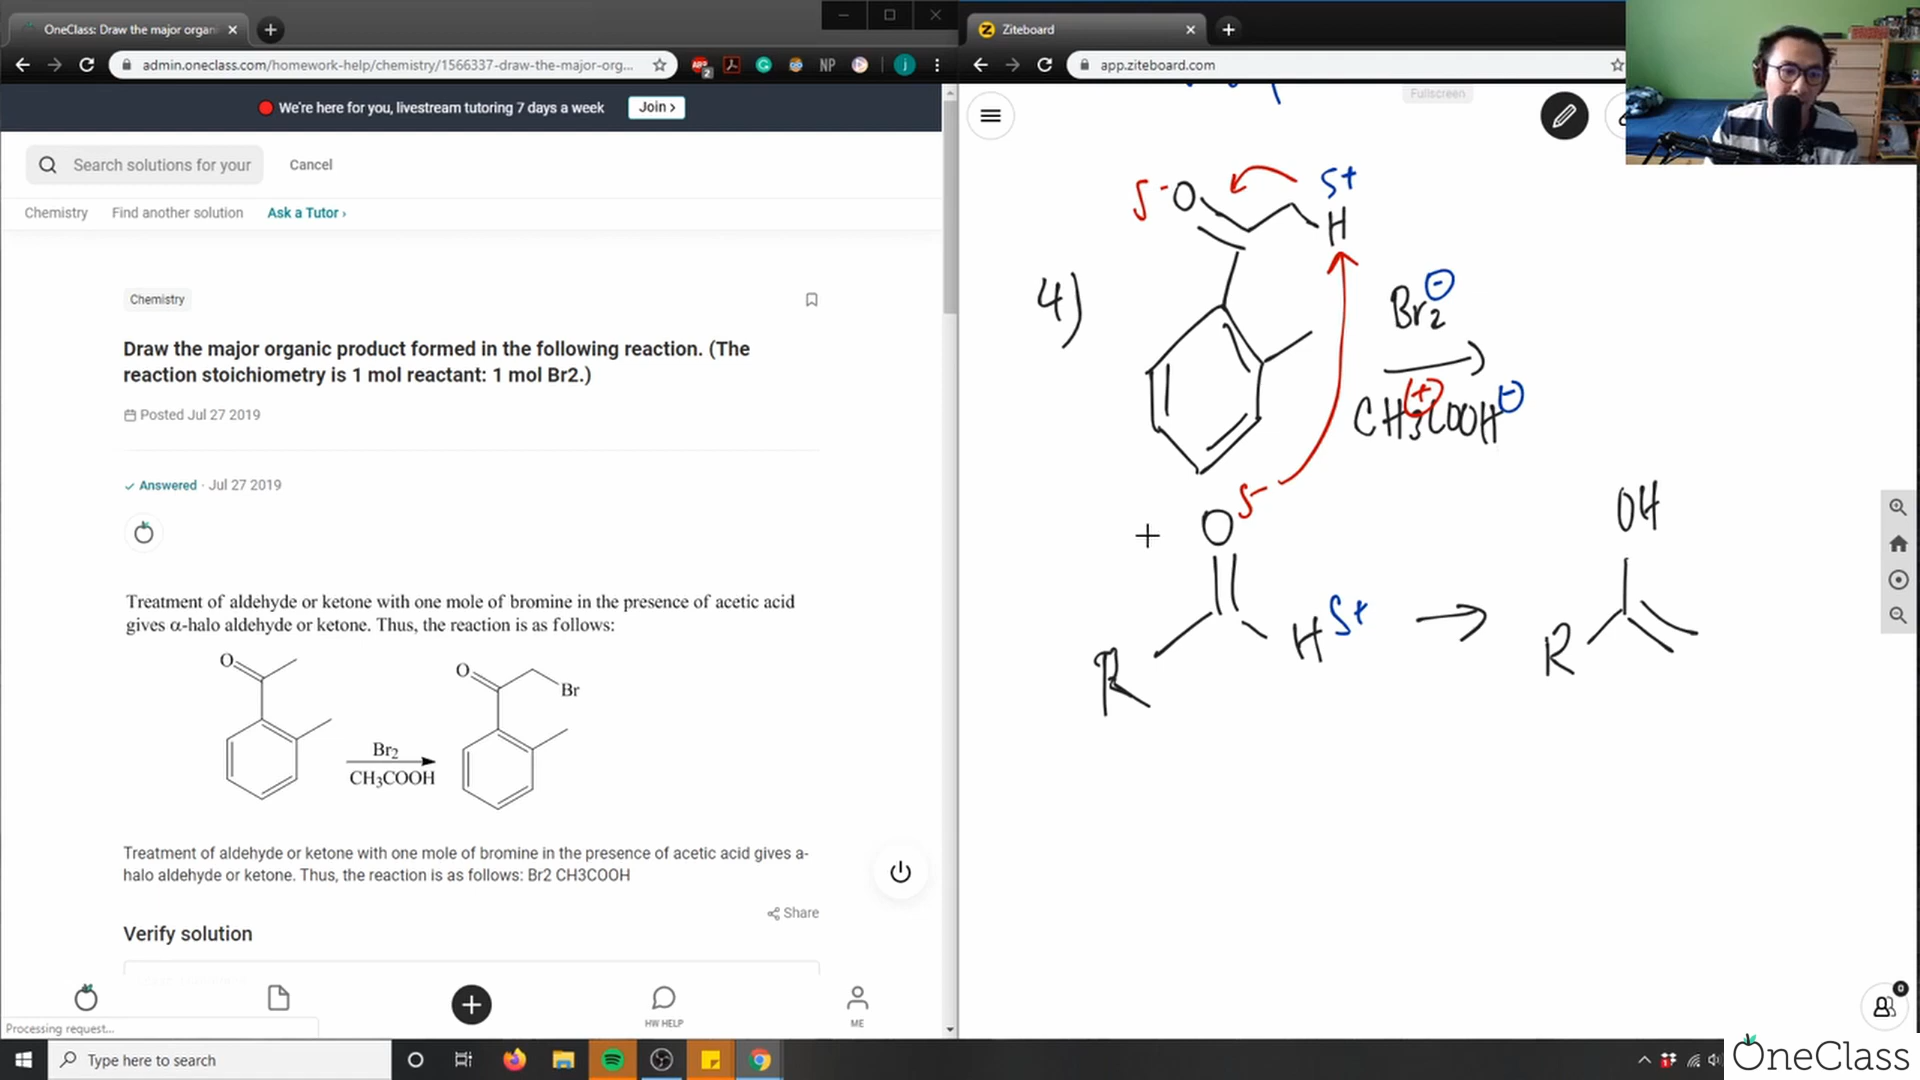 OneClass: Draw the major organ
admin.oneclass.com/homework-help/chemistry/1566337-draw-the-major-org...
2
NP
j
We're here for you, livestream tutoring 7 days a week
Join ›
Search solutions for your
Cancel
Chemistry
Find another solution
Ask a Tutor ›
Chemistry
Draw the major organic product formed in the following reaction. (The
reaction stoichiometry is 1 mol reactant: 1 mol Br2.)
Posted Jul 27 2019
Answered · Jul 27 2019
Treatment of aldehyde or ketone with one mole of bromine in the presence of acetic acid
gives α-halo aldehyde or ketone. Thus, the reaction is as follows:
O
O
Br
Br2
CH3COOH
Treatment of aldehyde or ketone with one mole of bromine in the presence of acetic acid gives a-
halo aldehyde or ketone. Thus, the reaction is as follows: Br2 CH3COOH
Share
Verify solution
HW HELP
ME
Processing request...
Type here to search
Ziteboard
app.ziteboard.com
Fullscreen
δ-
O
δ+
H
4)
Br2 -
+
CH3COOH -
O δ-
+
R
H δ+
OH
R
0
OneClass